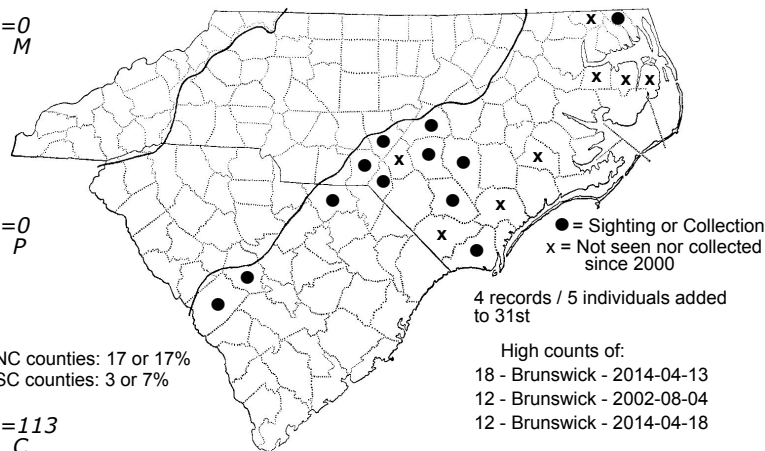 =0
M
=0
P
● = Sighting or Collection
x = Not seen nor collected
since 2000
4 records / 5 individuals added
to 31st
NC counties: 17 or 17%
SC counties: 3 or 7%
High counts of:
18 - Brunswick - 2014-04-13
12 - Brunswick - 2002-08-04
12 - Brunswick - 2014-04-18
=113
C